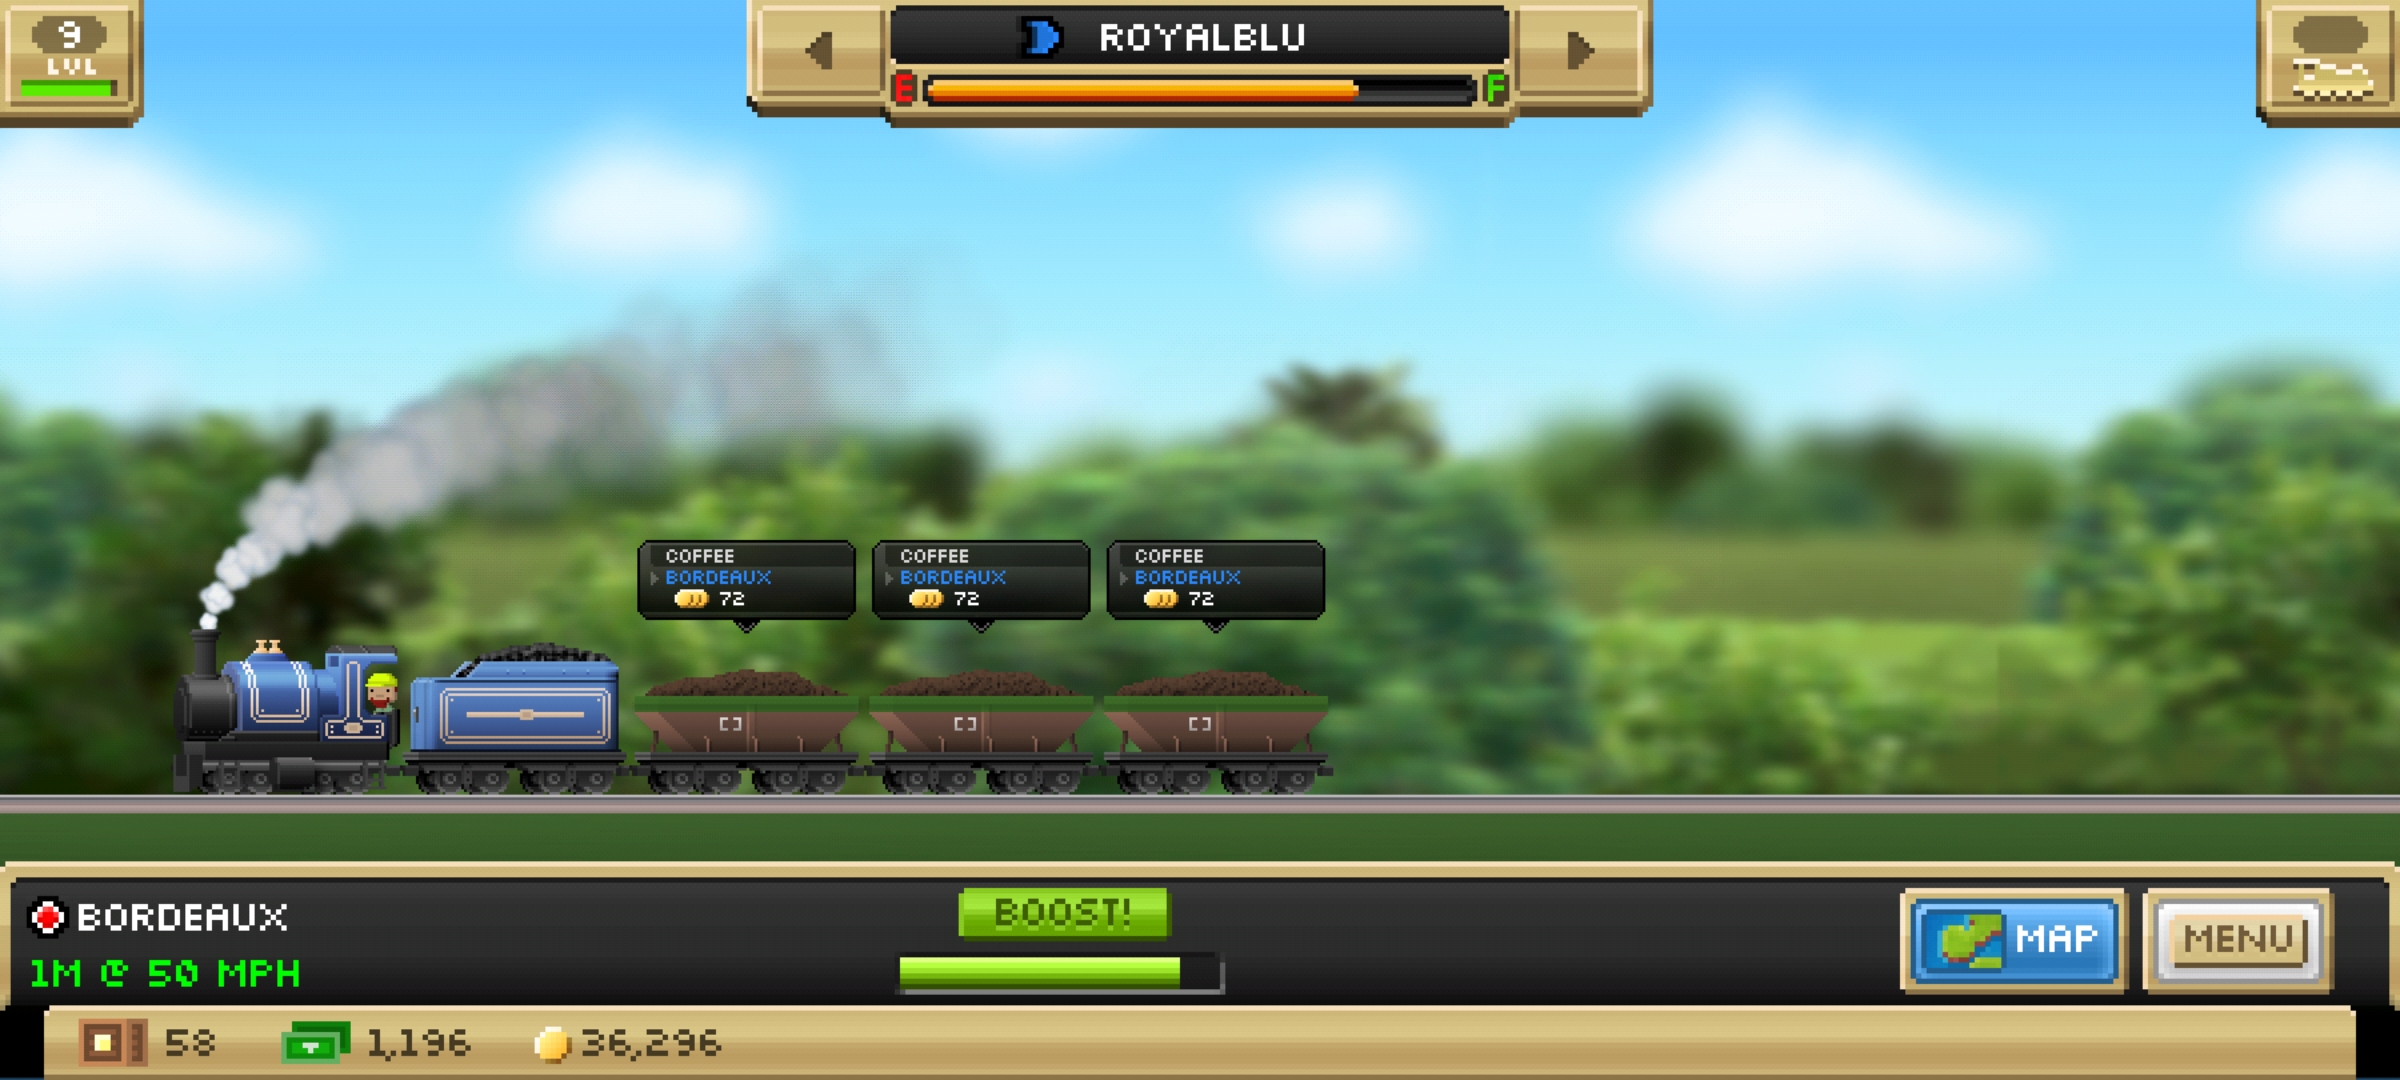 9
LVL
ROYALBLU
E F
COFFEE
BORDEAUX
72
COFFEE
BORDEAUX
72
COFFEE
BORDEAUX
72
BORDEAUX
1M @ 50 MPH
BOOST!
MAP
MENU
58
1,196
36,296